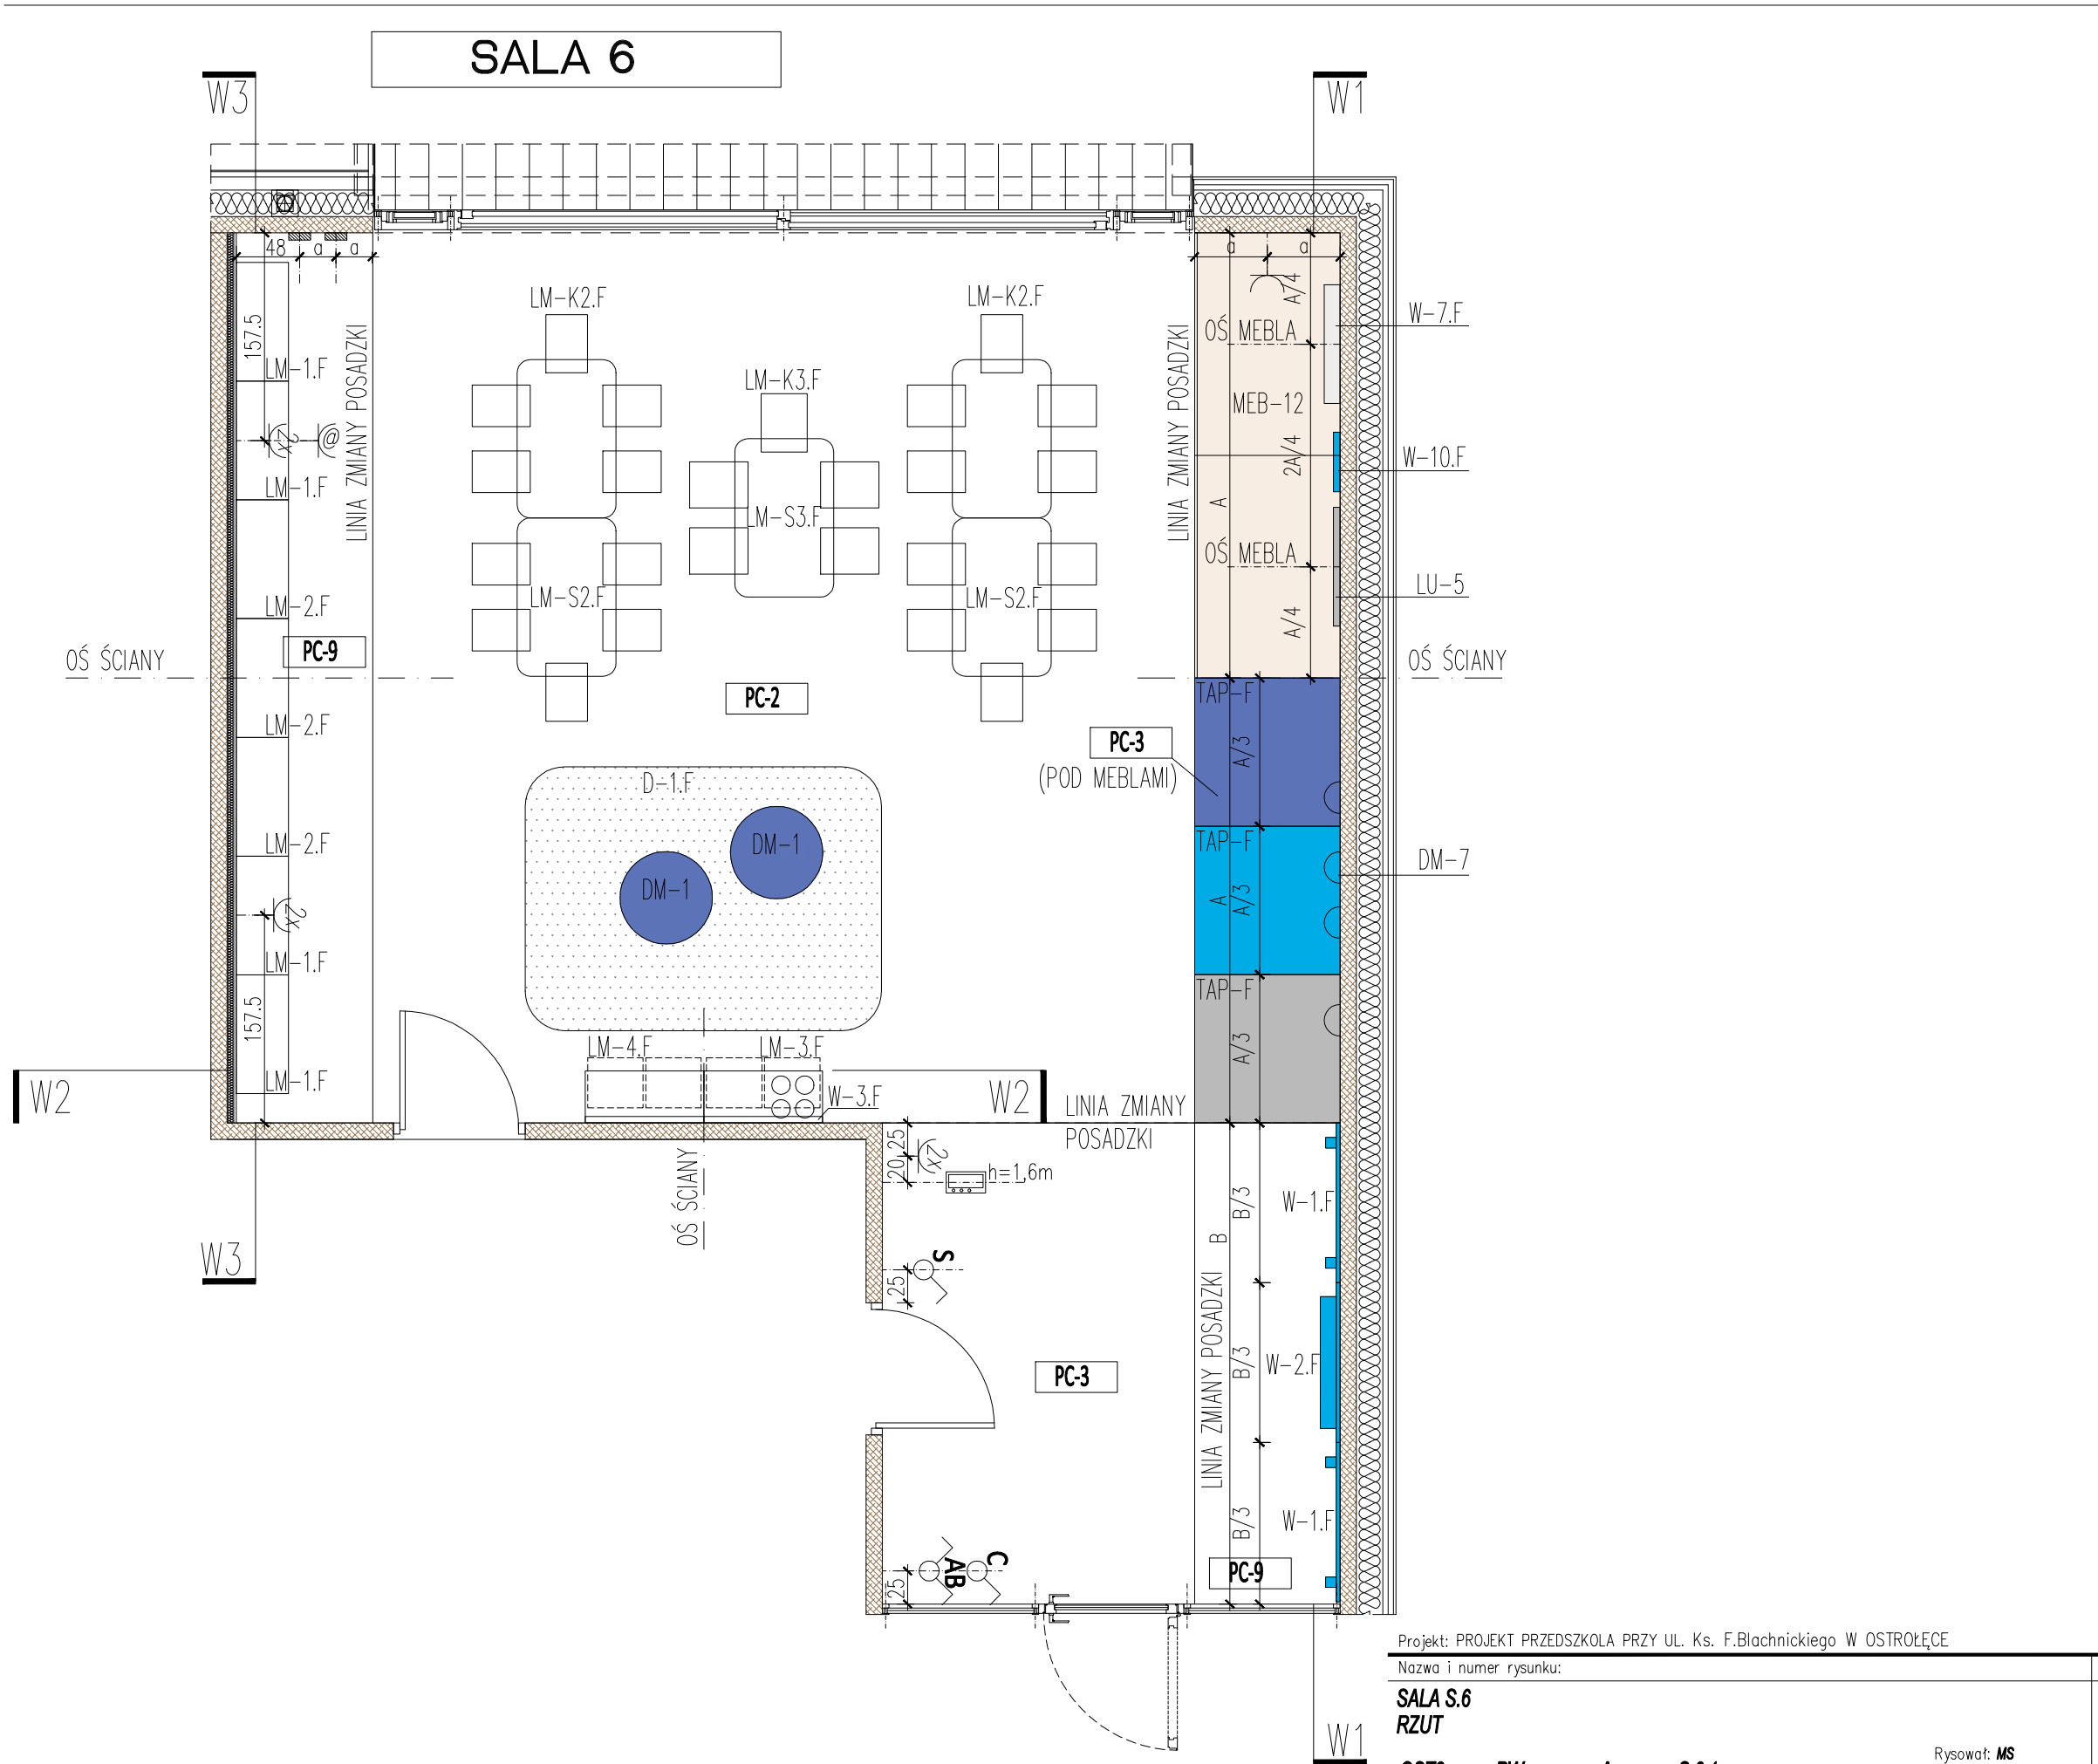 SALA 6
W3
W1
48
a
a
a
a
157.5
LM-1.F
LINIA ZMIANY POSADZKI
2x
@
LM-1.F
LM-2.F
PC-9
OŚ ŚCIANY
LM-2.F
LM-2.F
2x
LM-1.F
157.5
LM-1.F
W2
W3
LM-K2.F
LM-K3.F
LM-K2.F
LM-S3.F
LM-S2.F
LM-S2.F
PC-2
D-1.F
DM-1
DM-1
LM-4.F
LM-3.F
W-3.F
W2
OŚ ŚCIANY
LINIA ZMIANY POSADZKI
A/4
OŚ MEBLA
MEB-12
2A/4
A
OŚ MEBLA
A/4
W-7.F
W-10.F
LU-5
OŚ ŚCIANY
TAP-F
PC-3
(POD MEBLAMI)
A/3
TAP-F
A
A/3
DM-7
TAP-F
A/3
LINIA ZMIANY
POSADZKI
25
20
2x
h=1,6m
S
25
B/3
W-1.F
B
LINIA ZMIANY POSADZKI
B/3
W-2.F
PC-3
B/3
W-1.F
PC-9
AB
C
25
W1
Projekt: PROJEKT PRZEDSZKOLA PRZY UL. Ks. F.Blachnickiego W OSTROŁĘCE
Nazwa i numer rysunku:
SALA S.6
RZUT
Rysował: MS